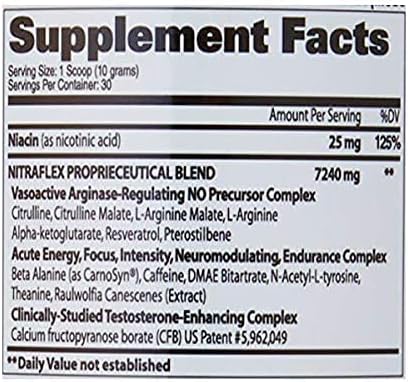 Supplement Facts
Serving Size: 1 Scoop (10 grams)
Servings Per Container: 30
Amount Per Serving %DV
Niacin (as nicotinic acid) 25 mg 125%
NITRAFLEX PROPRIECEUTICAL BLEND 7240 mg **
Vasoactive Arginase-Regulating NO Precursor Complex
Citrulline, Citrulline Malate, L-Arginine Malate, L-Arginine
Alpha-ketoglutarate, Resveratrol, Pterostilbene
Acute Energy, Focus, Intensity, Neuromodulating, Endurance Complex
Beta Alanine (as CarnoSyn®), Caffeine, DMAE Bitartrate, N-Acetyl-L-tyrosine,
Theanine, Raulwolfia Canescenes (Extract)
Clinically-Studied Testosterone-Enhancing Complex
Calcium fructopyranose borate (CFB) US Patent #5,962,049
**Daily Value not established